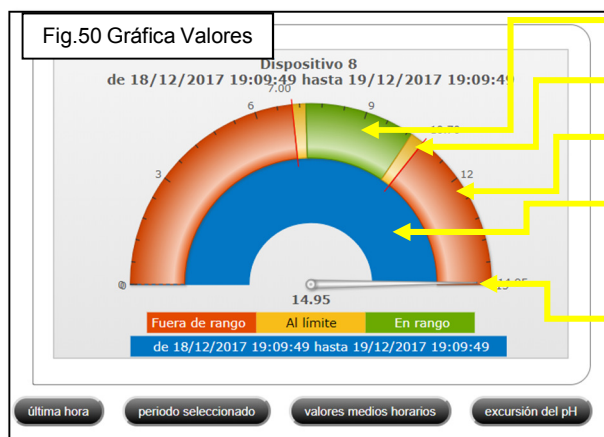 Fig.50 Gráfica Valores
Dispositivo 8
de 18/12/2017 19:09:49 hasta 19/12/2017 19:09:49
7.00
6
9
3
12
0
14.95
Fuera de rango
Al límite
En rango
de 18/12/2017 19:09:49 hasta 19/12/2017 19:09:49
última hora
periodo seleccionado
valores medios horarios
excursión del pH